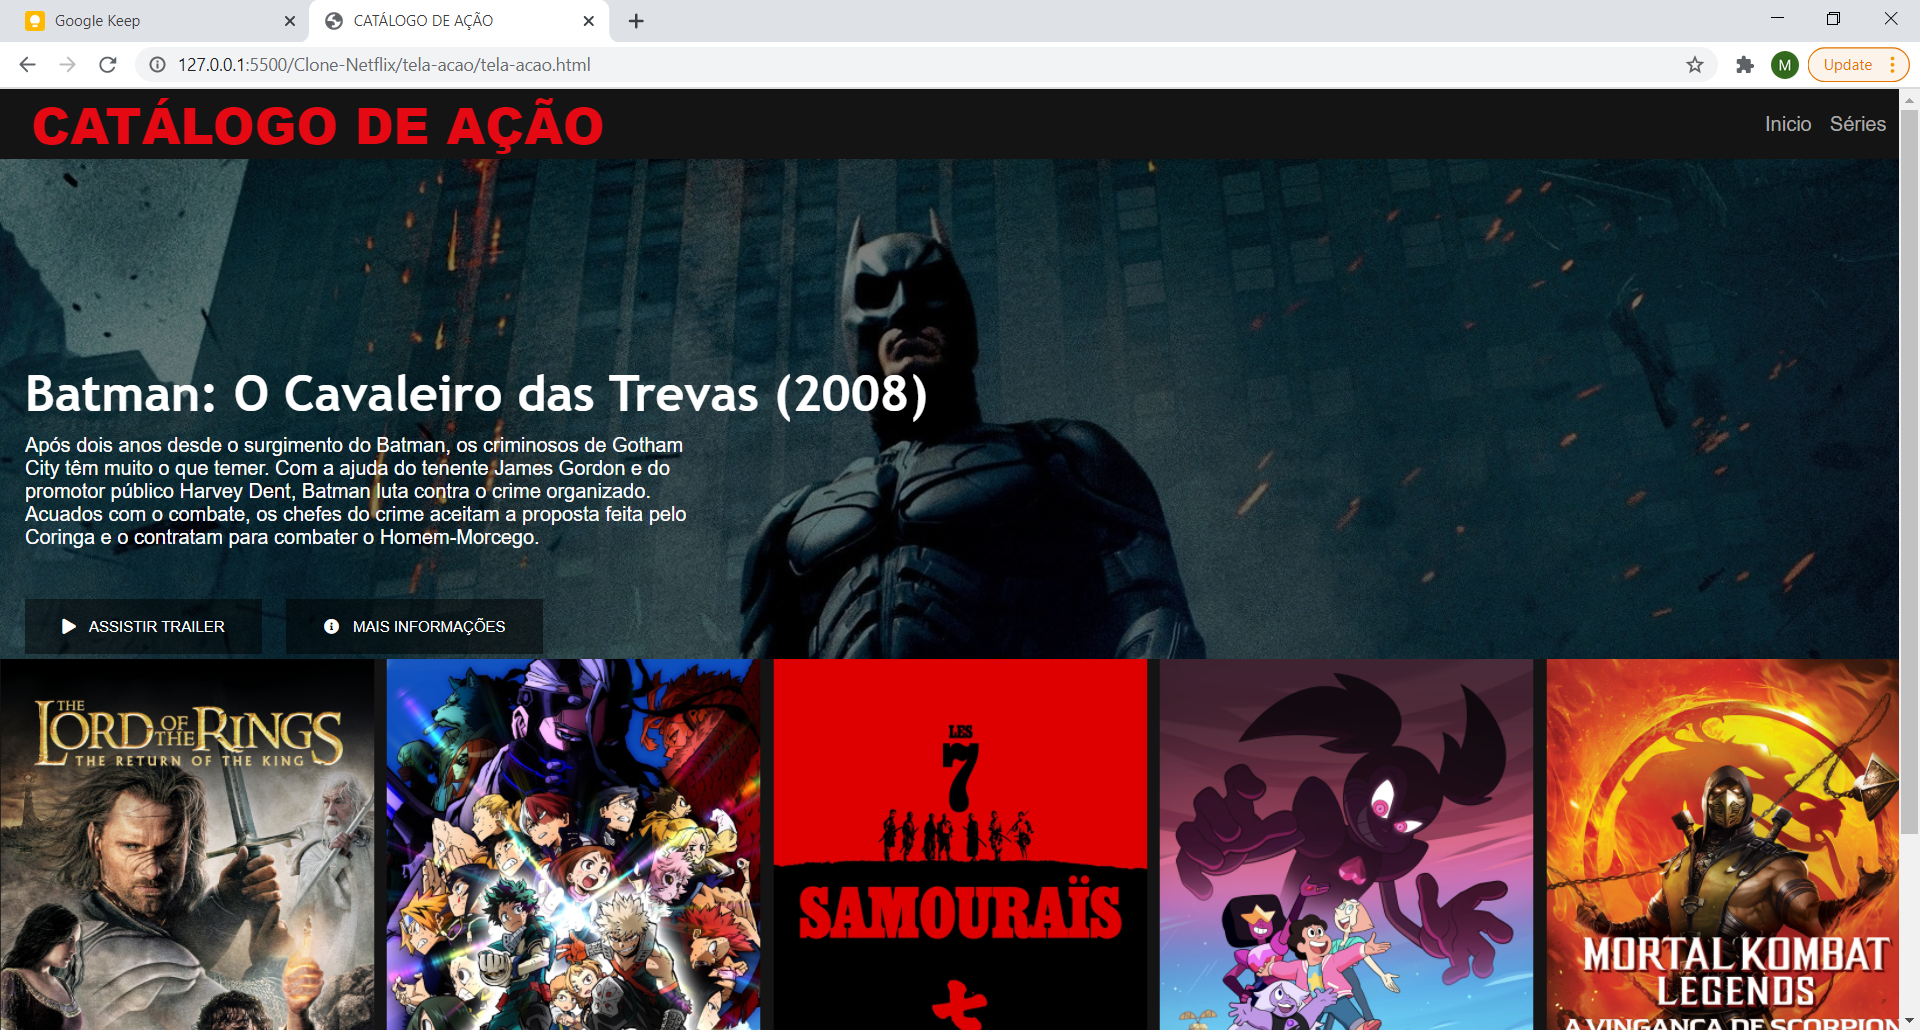 Google Keep
CATÁLOGO DE AÇÃO
127.0.0.1:5500/Clone-Netflix/tela-acao/tela-acao.html
M
Update
CATÁLOGO DE AÇÃO
Inicio Séries
Batman: O Cavaleiro das Trevas (2008)
Após dois anos desde o surgimento do Batman, os criminosos de Gotham
City têm muito o que temer. Com a ajuda do tenente James Gordon e do
promotor público Harvey Dent, Batman luta contra o crime organizado.
Acuados com o combate, os chefes do crime aceitam a proposta feita pelo
Coringa e o contratam para combater o Homem-Morcego.
ASSISTIR TRAILER
MAIS INFORMAÇÕES
THE
LORD OF THE RINGS
THE RETURN OF THE KING
LES
7
SAMOURAÏS
七
MORTAL KOMBAT
LEGENDS
A VINGANÇA DE SCORPION